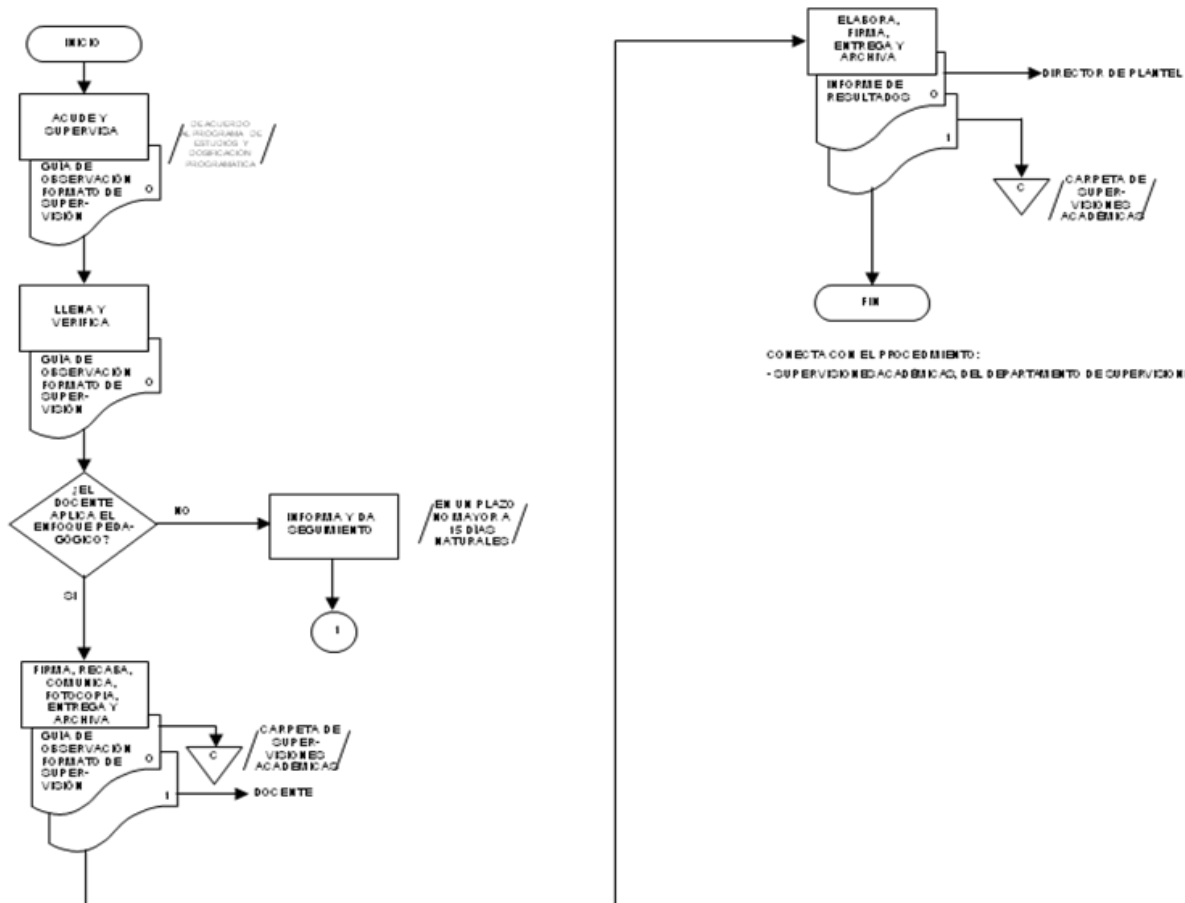 INICIO
ACUDE Y
SUPERVISA
DE ACUERDO
AL PROGRAMA DE
ESTUDIOS Y
DOSIFICACIÓN
PROGRAMÁTICA
GUÍA DE
OBSERVACIÓN
FORMATO DE
SUPER-
VISIÓN
O
LLENA Y
VERIFICA
GUÍA DE
OBSERVACIÓN
FORMATO DE
SUPER-
VISIÓN
O
¿EL
DOCENTE
APLICA EL
ENFOQUE PEDA-
GÓGICO?
NO
INFORMA Y DA
SEGUIMIENTO
EN UN PLAZO
NO MAYOR A
15 DÍAS
NATURALES
1
SI
FIRMA, RECABA,
COMUNICA,
FOTOCOPIA,
ENTREGA Y
ARCHIVA
GUÍA DE
OBSERVACIÓN
FORMATO DE
SUPER-
VISIÓN
O
1
C
CARPETA DE
SUPER-
VISIONES
ACADÉMICAS
DOCENTE
ELABORA,
FIRMA,
ENTREGA Y
ARCHIVA
INFORME DE
RESULTADOS
O
1
DIRECTOR DE PLANTEL
C
CARPETA DE
SUPER-
VISIONES
ACADÉMICAS
FIN
CONECTA CON EL PROCEDIMIENTO:
- SUPERVISIONES ACADÉMICAS, DEL DEPARTAMENTO DE SUPERVISION